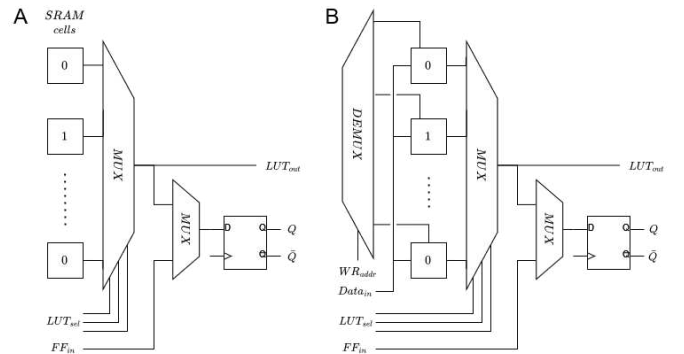 A
SRAM
cells
0
1
0
MUX
LUT_out
MUX
D
Q
Q
Q
Q̄
LUT_sel
FF_in
B
DEMUX
0
1
0
MUX
LUT_out
MUX
D
Q
Q
Q
Q̄
WR_addr
Data_in
LUT_sel
FF_in